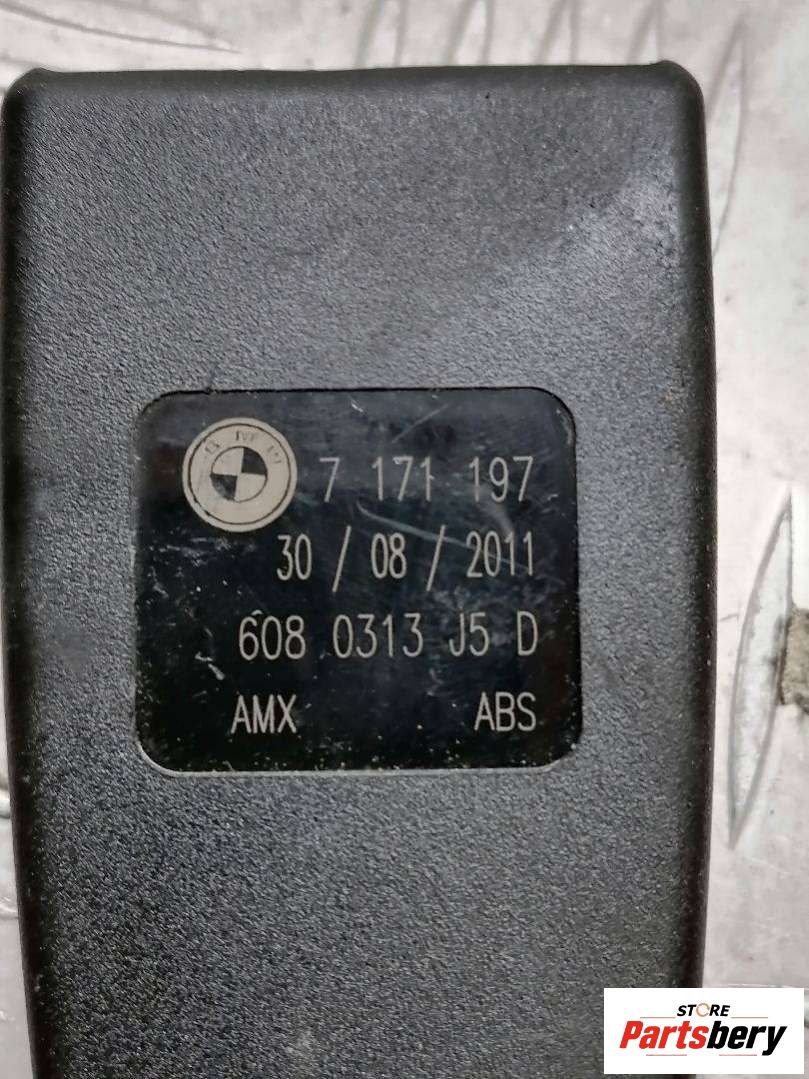 7 171 197
30 / 08 / 2011
608 0313 J5 D
AMX ABS
STORE
Partsbery